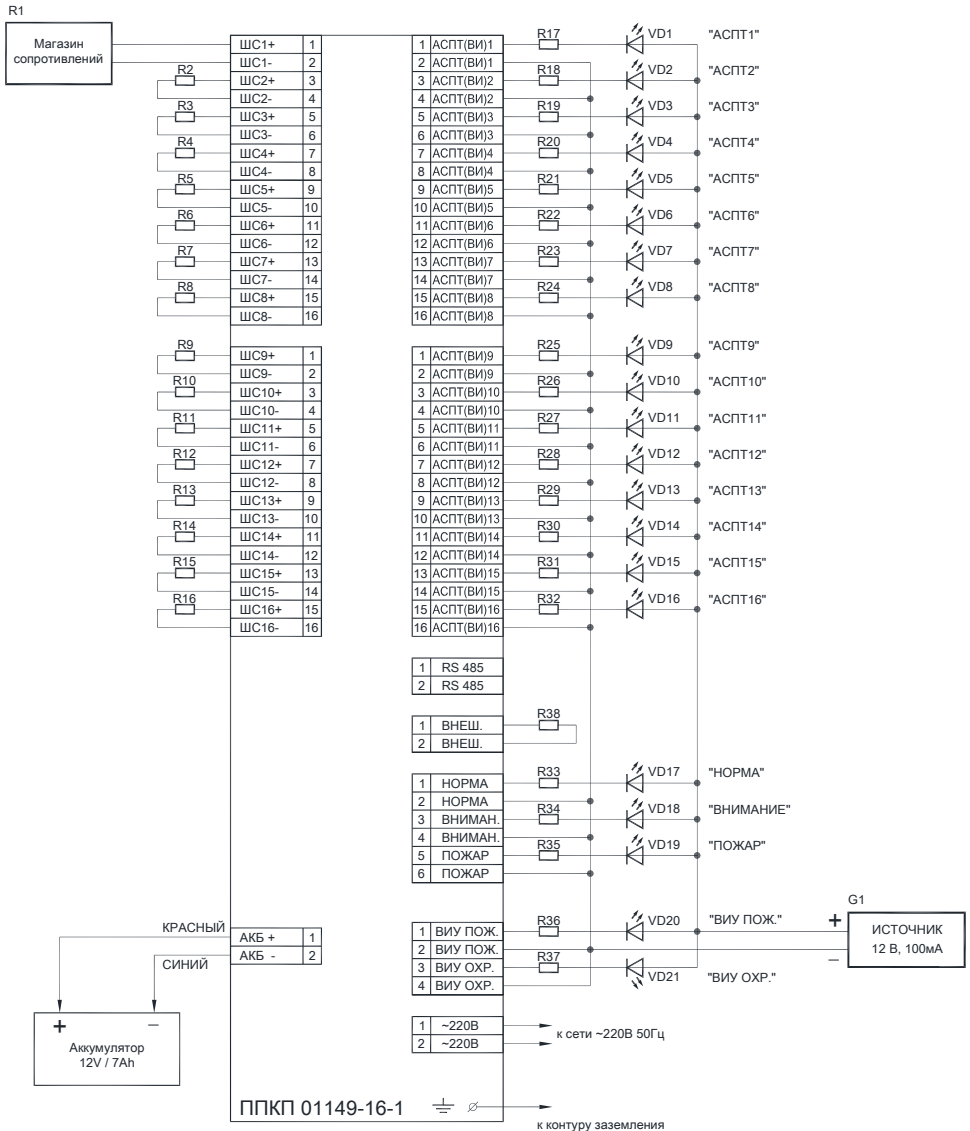 R1
Магазин
сопротивлений
ШС1+ 1 1 АСПТ(ВИ)1 R17 VD1 "АСПТ1"
ШС1- 2 2 АСПТ(ВИ)1
R2 ШС2+ 3 3 АСПТ(ВИ)2 R18 VD2 "АСПТ2"
ШС2- 4 4 АСПТ(ВИ)2
R3 ШС3+ 5 5 АСПТ(ВИ)3 R19 VD3 "АСПТ3"
ШС3- 6 6 АСПТ(ВИ)3
R4 ШС4+ 7 7 АСПТ(ВИ)4 R20 VD4 "АСПТ4"
ШС4- 8 8 АСПТ(ВИ)4
R5 ШС5+ 9 9 АСПТ(ВИ)5 R21 VD5 "АСПТ5"
ШС5- 10 10 АСПТ(ВИ)5
R6 ШС6+ 11 11 АСПТ(ВИ)6 R22 VD6 "АСПТ6"
ШС6- 12 12 АСПТ(ВИ)6
R7 ШС7+ 13 13 АСПТ(ВИ)7 R23 VD7 "АСПТ7"
ШС7- 14 14 АСПТ(ВИ)7
R8 ШС8+ 15 15 АСПТ(ВИ)8 R24 VD8 "АСПТ8"
ШС8- 16 16 АСПТ(ВИ)8
R9 ШС9+ 1 1 АСПТ(ВИ)9 R25 VD9 "АСПТ9"
ШС9- 2 2 АСПТ(ВИ)9
R10 ШС10+ 3 3 АСПТ(ВИ)10 R26 VD10 "АСПТ10"
ШС10- 4 4 АСПТ(ВИ)10
R11 ШС11+ 5 5 АСПТ(ВИ)11 R27 VD11 "АСПТ11"
ШС11- 6 6 АСПТ(ВИ)11
R12 ШС12+ 7 7 АСПТ(ВИ)12 R28 VD12 "АСПТ12"
ШС12- 8 8 АСПТ(ВИ)12
R13 ШС13+ 9 9 АСПТ(ВИ)13 R29 VD13 "АСПТ13"
ШС13- 10 10 АСПТ(ВИ)13
R14 ШС14+ 11 11 АСПТ(ВИ)14 R30 VD14 "АСПТ14"
ШС14- 12 12 АСПТ(ВИ)14
R15 ШС15+ 13 13 АСПТ(ВИ)15 R31 VD15 "АСПТ15"
ШС15- 14 14 АСПТ(ВИ)15
R16 ШС16+ 15 15 АСПТ(ВИ)16 R32 VD16 "АСПТ16"
ШС16- 16 16 АСПТ(ВИ)16
1 RS 485
2 RS 485
1 ВНЕШ. R38
2 ВНЕШ.
1 НОРМА R33 VD17 "НОРМА"
2 НОРМА
3 ВНИМАН. R34 VD18 "ВНИМАНИЕ"
4 ВНИМАН.
5 ПОЖАР R35 VD19 "ПОЖАР"
6 ПОЖАР
G1
КРАСНЫЙ АКБ + 1 1 ВИУ ПОЖ. R36 VD20 "ВИУ ПОЖ." + ИСТОЧНИК
СИНИЙ АКБ - 2 2 ВИУ ПОЖ. – 12 В, 100мА
3 ВИУ ОХР. R37 VD21 "ВИУ ОХР."
4 ВИУ ОХР.
+ –
Аккумулятор
12V / 7Ah
1 ~220В
2 ~220В
к сети ~220В 50Гц
ППКП 01149-16-1
к контуру заземления